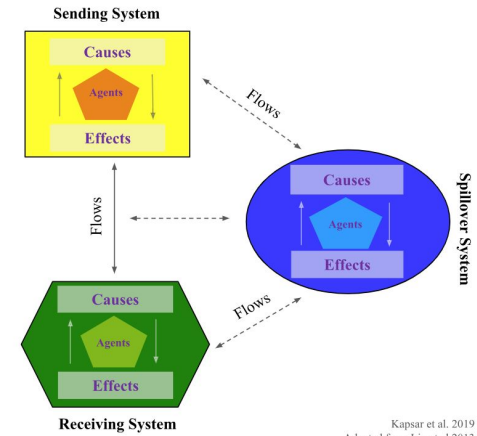 Sending System
Causes
Agents
Effects
Flows
Causes
Agents
Effects
Spillover System
Flows
Flows
Causes
Agents
Effects
Receiving System
Kapsar et al. 2019